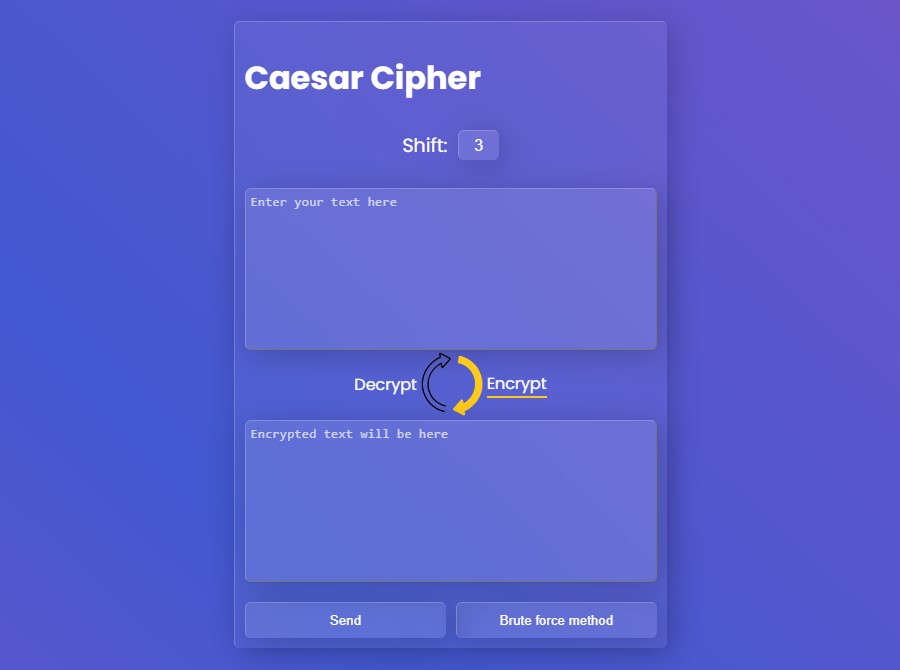 Caesar Cipher
Shift: 3
Enter your text here
Decrypt Encrypt
Encrypted text will be here
Send Brute force method